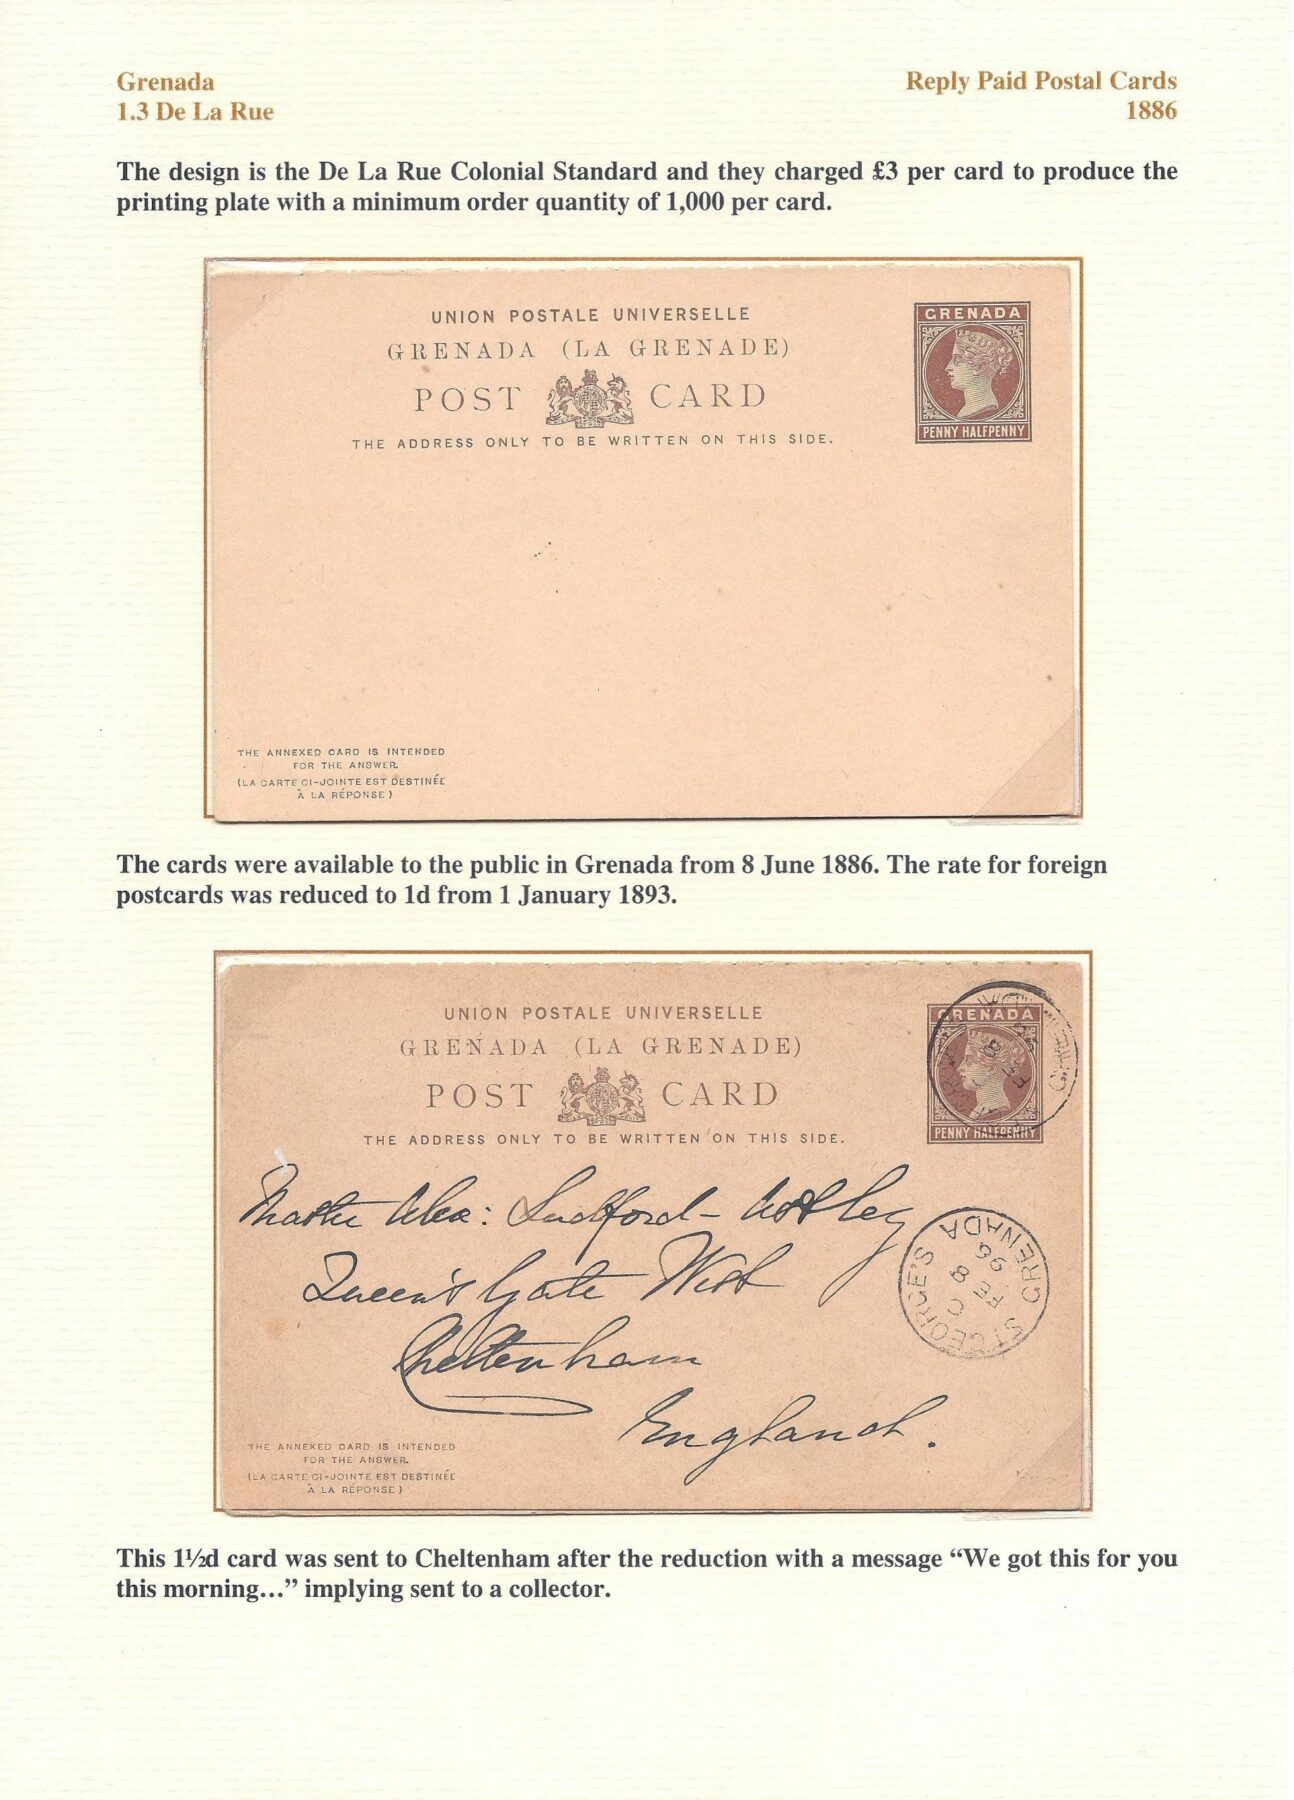 Grenada
Reply Paid Postal Cards
1.3 De La Rue
1886
The design is the De La Rue Colonial Standard and they charged £3 per card to produce the
printing plate with a minimum order quantity of 1,000 per card.
UNION POSTALE UNIVERSELLE
GRENADA (LA GRENADE)
POST CARD
THE ADDRESS ONLY TO BE WRITTEN ON THIS SIDE.
GRENADA
PENNY HALFPENNY
THE ANNEXED CARD IS INTENDED
FOR THE ANSWER.
(LA CARTE CI-JOINTE EST DESTINÉE
À LA RÉPONSE)
The cards were available to the public in Grenada from 8 June 1886. The rate for foreign
postcards was reduced to 1d from 1 January 1893.
UNION POSTALE UNIVERSELLE
GRENADA (LA GRENADE)
POST CARD
THE ADDRESS ONLY TO BE WRITTEN ON THIS SIDE.
GRENADA
PENNY HALFPENNY
Master Alex: Ludford-Astley
Queen's Gate West
Cheltenham
England.
ST. GEORGE'S GRENADA
C
FE 8
96
THE ANNEXED CARD IS INTENDED
FOR THE ANSWER.
(LA CARTE CI-JOINTE EST DESTINÉE
À LA RÉPONSE)
This 1½d card was sent to Cheltenham after the reduction with a message “We got this for you
this morning…” implying sent to a collector.